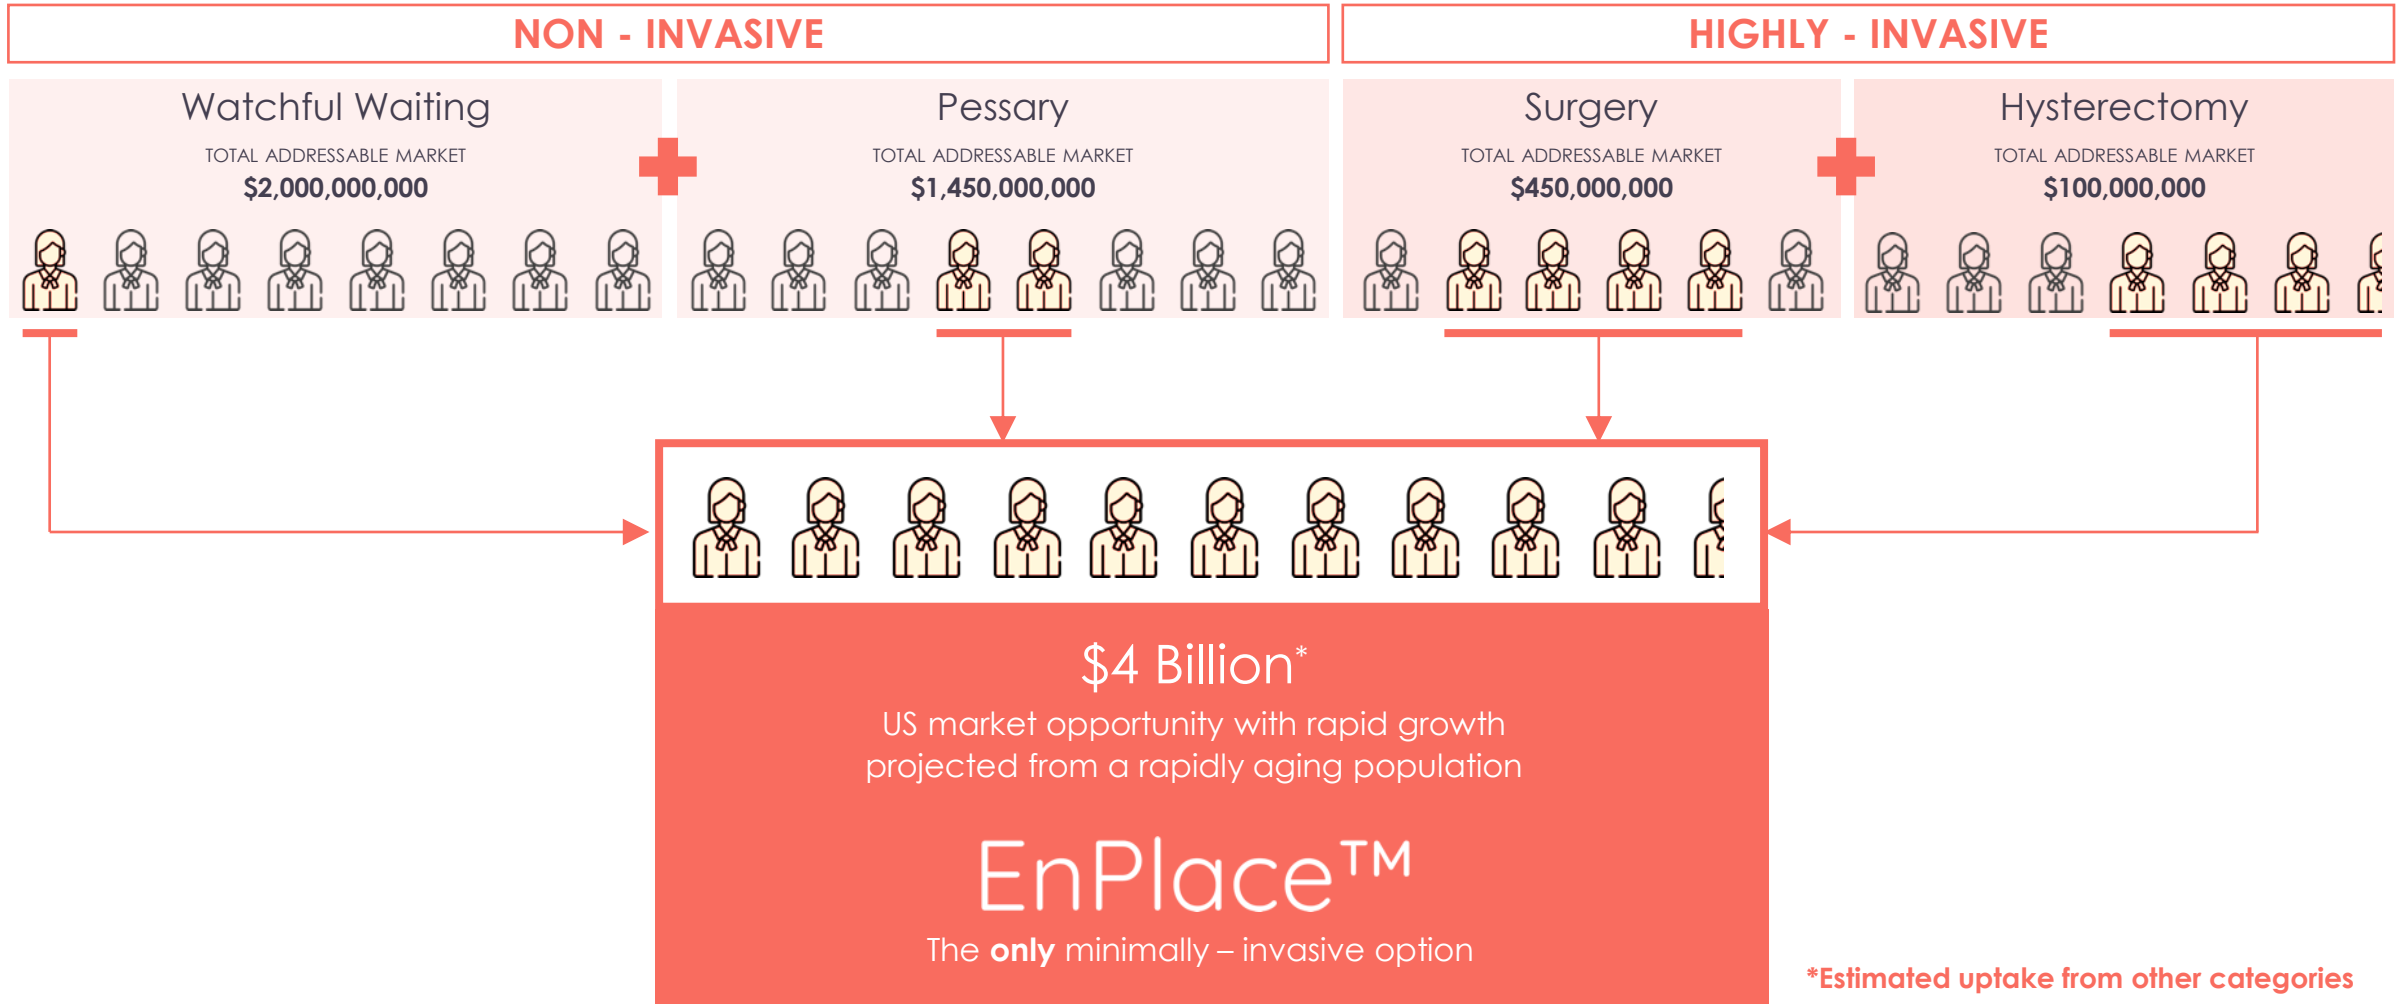 NON - INVASIVE
HIGHLY - INVASIVE
Watchful Waiting
TOTAL ADDRESSABLE MARKET
$2,000,000,000
Pessary
TOTAL ADDRESSABLE MARKET
$1,450,000,000
Surgery
TOTAL ADDRESSABLE MARKET
$450,000,000
Hysterectomy
TOTAL ADDRESSABLE MARKET
$100,000,000
$4 Billion*
US market opportunity with rapid growth
projected from a rapidly aging population
EnPlace™
The only minimally – invasive option
*Estimated uptake from other categories